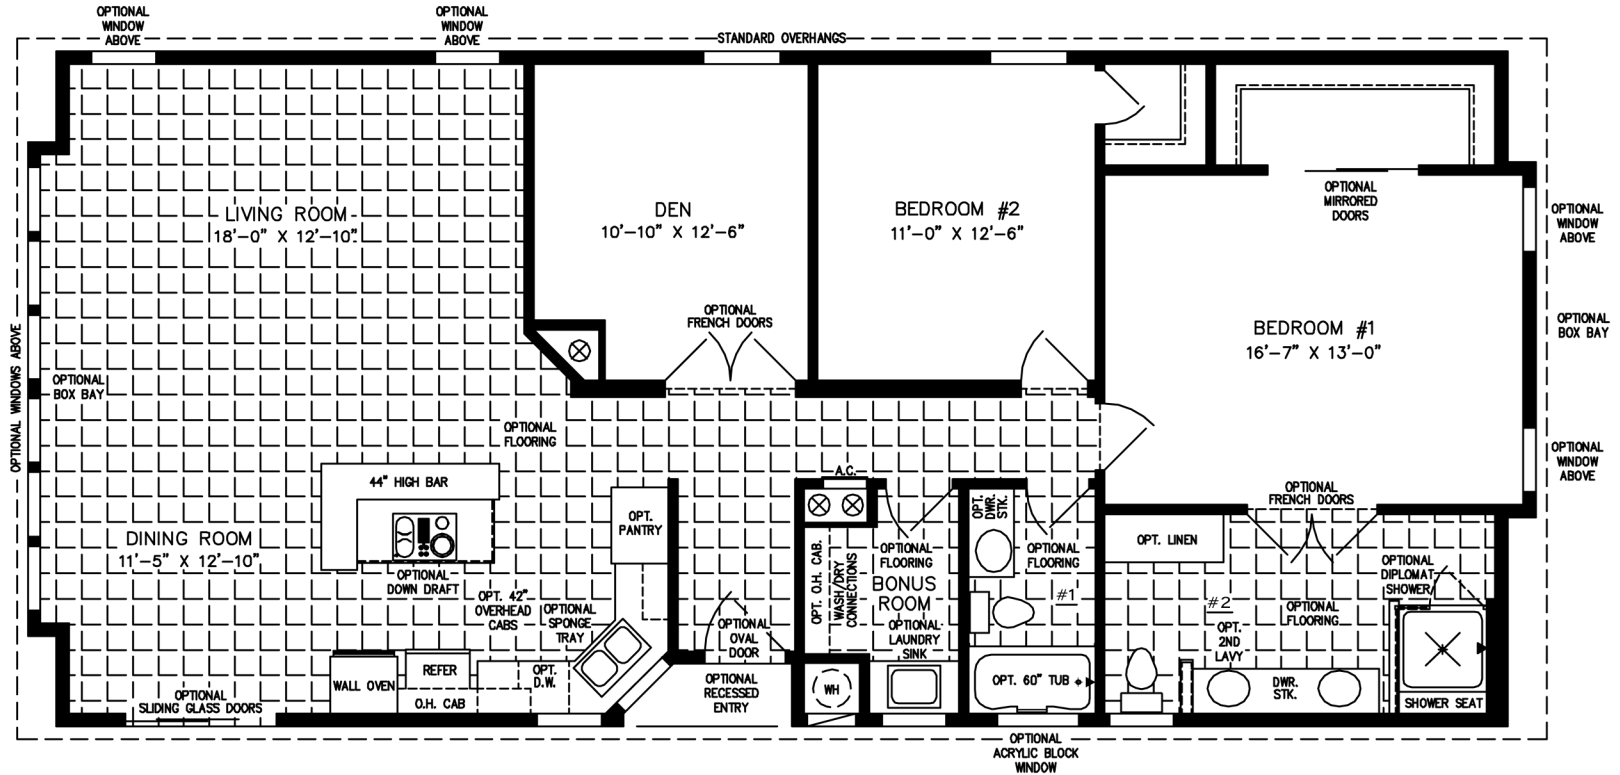 OPTIONAL
WINDOW
ABOVE
OPTIONAL
WINDOW
ABOVE
STANDARD OVERHANGS
LIVING ROOM
18'-0" X 12'-10"
DEN
10'-10" X 12'-6"
BEDROOM #2
11'-0" X 12'-6"
OPTIONAL
MIRRORED
DOORS
OPTIONAL
WINDOW
ABOVE
OPTIONAL
FRENCH DOORS
BEDROOM #1
16'-7" X 13'-0"
OPTIONAL
BOX BAY
OPTIONAL WINDOWS ABOVE
OPTIONAL
BOX BAY
OPTIONAL
FLOORING
OPTIONAL
WINDOW
ABOVE
44" HIGH BAR
A.C.
OPTIONAL
FRENCH DOORS
OPT.
PANTRY
OPT.
DWR.
STK.
DINING ROOM
11'-5" X 12'-10"
OPTIONAL
DOWN DRAFT
OPT. O.H. CAB.
WASH/DRY
CONNECTIONS
OPTIONAL
FLOORING
BONUS
ROOM
OPTIONAL
LAUNDRY
SINK
OPTIONAL
FLOORING
#1
OPT. LINEN
OPTIONAL
DIPLOMAT
SHOWER
#2
OPTIONAL
FLOORING
OPT.
2ND
LAVY
OPT. 42"
OVERHEAD
CABS
OPTIONAL
SPONGE
TRAY
OPTIONAL
OVAL
DOOR
WALL OVEN
REFER
O.H. CAB
OPT.
D.W.
OPTIONAL
RECESSED
ENTRY
WH
OPT. 60" TUB
DWR.
STK.
SHOWER SEAT
OPTIONAL
SLIDING GLASS DOORS
OPTIONAL
ACRYLIC BLOCK
WINDOW